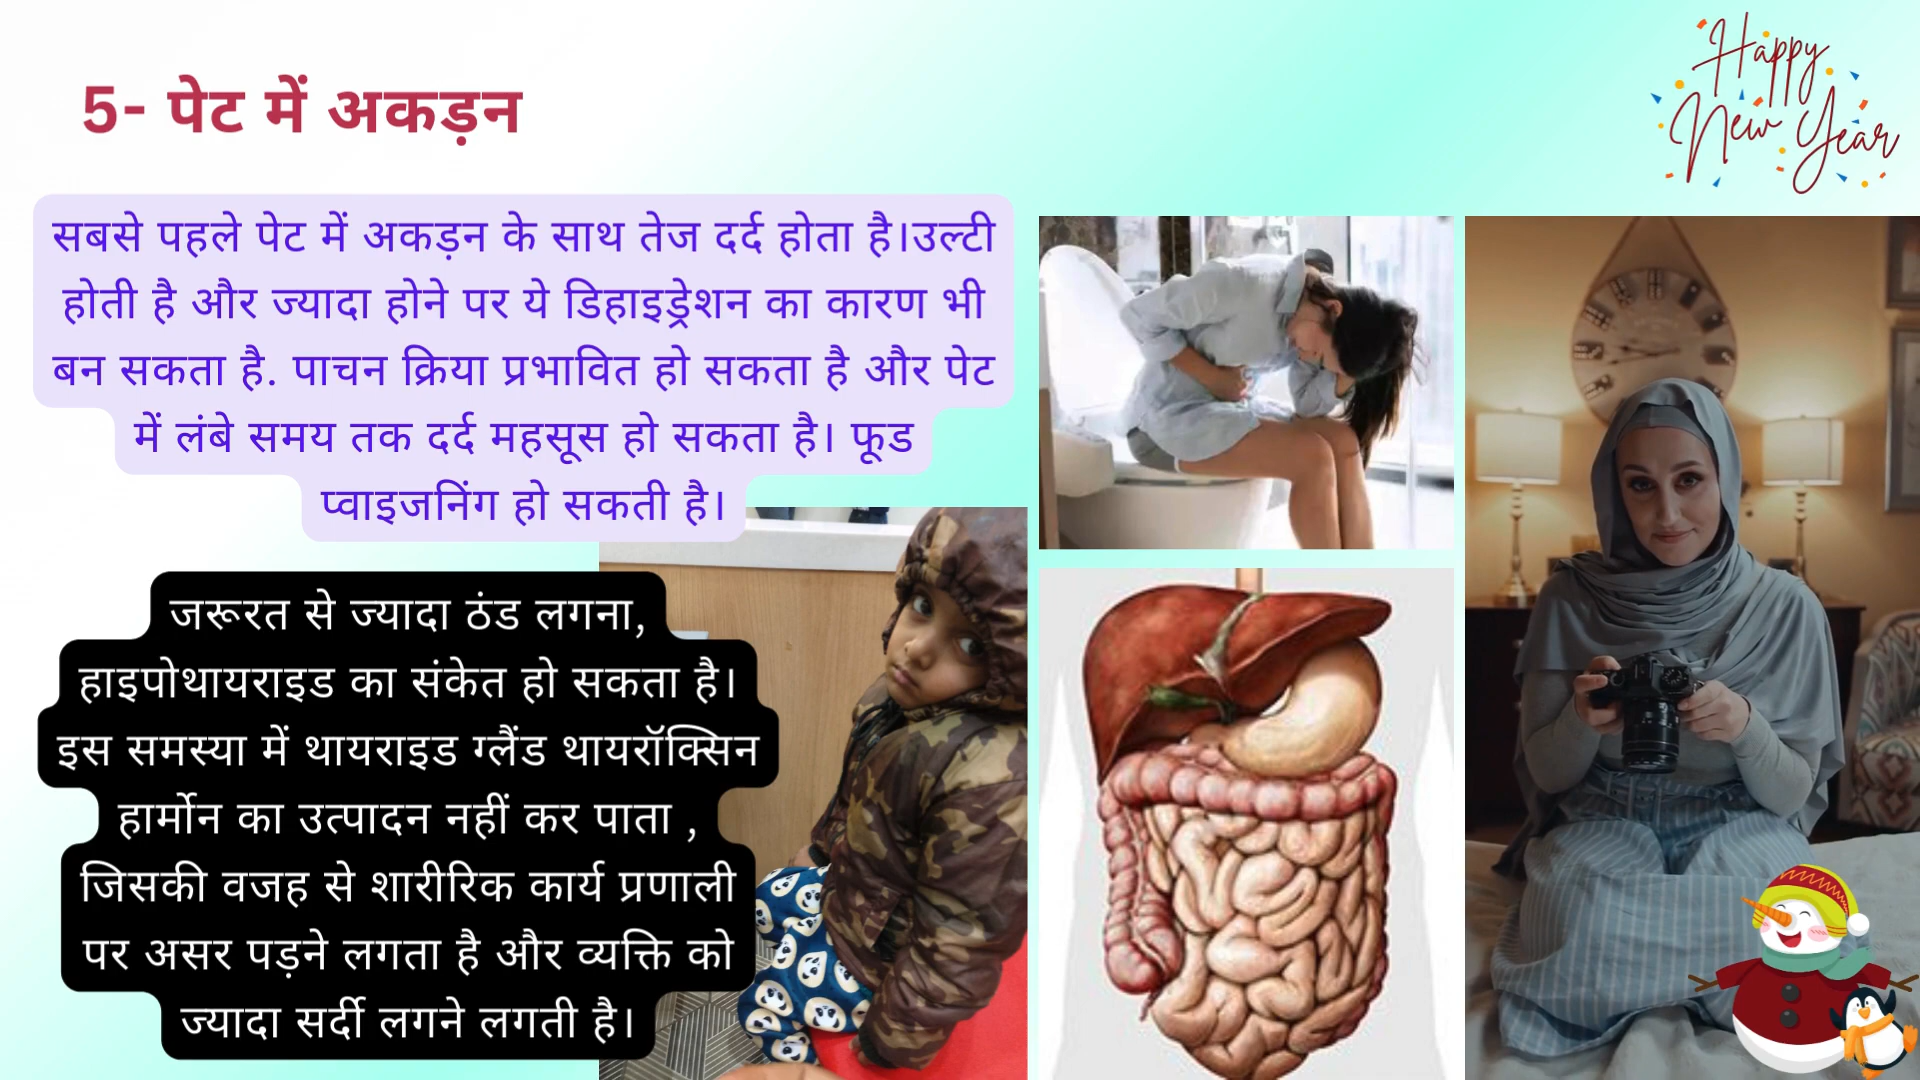 5- पेट में अकड़न
Happy
New Year
सबसे पहले पेट में अकड़न के साथ तेज दर्द होता है।उल्टी
होती है और ज्यादा होने पर ये डिहाइड्रेशन का कारण भी
बन सकता है. पाचन क्रिया प्रभावित हो सकता है और पेट
में लंबे समय तक दर्द महसूस हो सकता है। फूड
प्वाइजनिंग हो सकती है।
जरूरत से ज्यादा ठंड लगना,
हाइपोथायराइड का संकेत हो सकता है।
इस समस्या में थायराइड ग्लैंड थायरॉक्सिन
हार्मोन का उत्पादन नहीं कर पाता ,
जिसकी वजह से शारीरिक कार्य प्रणाली
पर असर पड़ने लगता है और व्यक्ति को
ज्यादा सर्दी लगने लगती है।